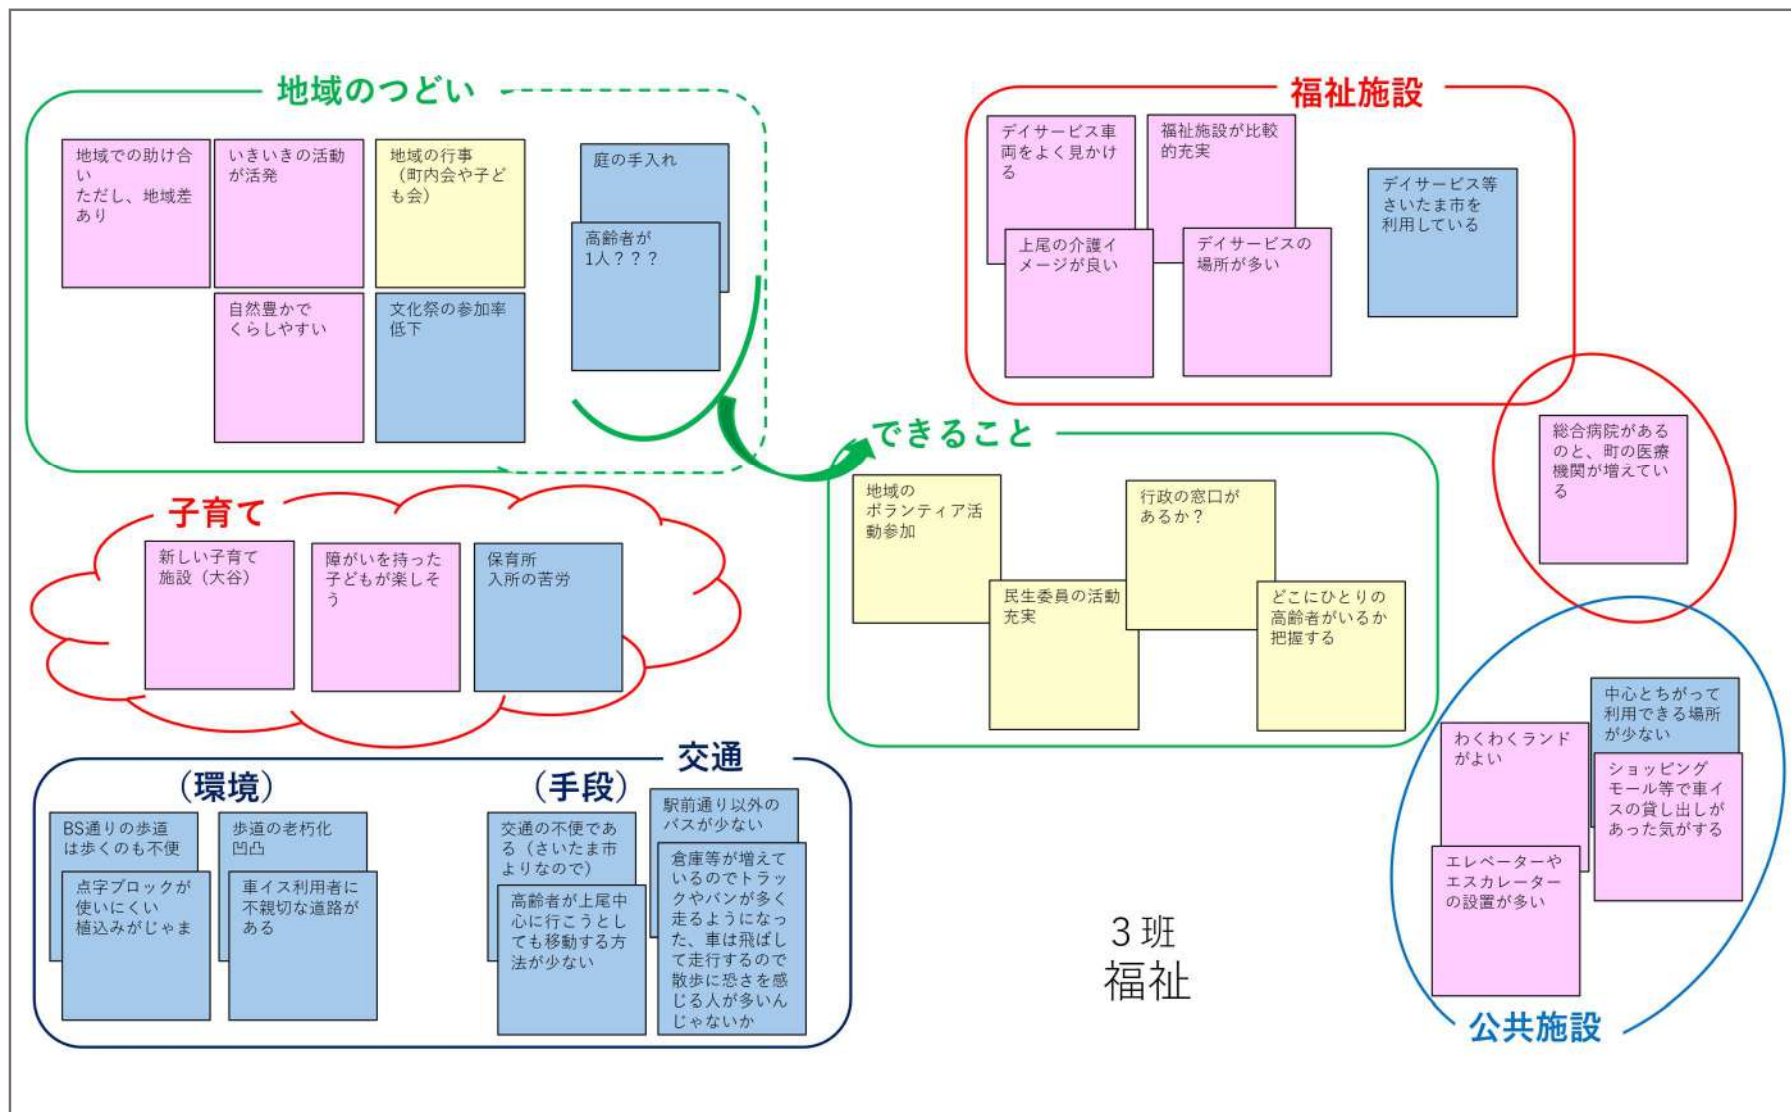 地域のつどい
地域での助け合
い
ただし、地域差
あり
いきいきの活動
が活発
地域の行事
（町内会や子ど
も会）
庭の手入れ
高齢者が
1人？？？
自然豊かで
くらしやすい
文化祭の参加率
低下
福祉施設
デイサービス車
両をよく見かけ
る
福祉施設が比較
的充実
デイサービス等
さいたま市を
利用している
上尾の介護イ
メージが良い
デイサービスの
場所が多い
総合病院がある
のと、町の医療
機関が増えてい
る
できること
地域の
ボランティア活
動参加
行政の窓口が
あるか？
民生委員の活動
充実
どこにひとりの
高齢者がいるか
把握する
子育て
新しい子育て
施設（大谷）
障がいを持った
子どもが楽しそ
う
保育所
入所の苦労
交通
（環境）
BS通りの歩道
は歩くのも不便
歩道の老朽化
凹凸
点字ブロックが
使いにくい
植込みがじゃま
車イス利用者に
不親切な道路が
ある
（手段）
交通の不便であ
る（さいたま市
よりなので）
駅前通り以外の
バスが少ない
高齢者が上尾中
心に行こうとし
ても移動する方
法が少ない
倉庫等が増えて
いるのでトラッ
クやバンが多く
走るようになっ
た、車は飛ばし
て走行するので
散歩に恐さを感
じる人が多いん
じゃないか
中心とちがって
利用できる場所
が少ない
わくわくランド
がよい
ショッピング
モール等で車イ
スの貸し出しが
あった気がする
エレベーターや
エスカレーター
の設置が多い
公共施設
３班
福祉